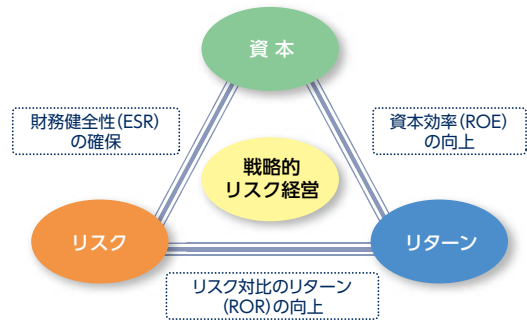 資本
財務健全性(ESR)
の確保
資本効率(ROE)
の向上
戦略的
リスク経営
リスク
リターン
リスク対比のリターン
(ROR)の向上